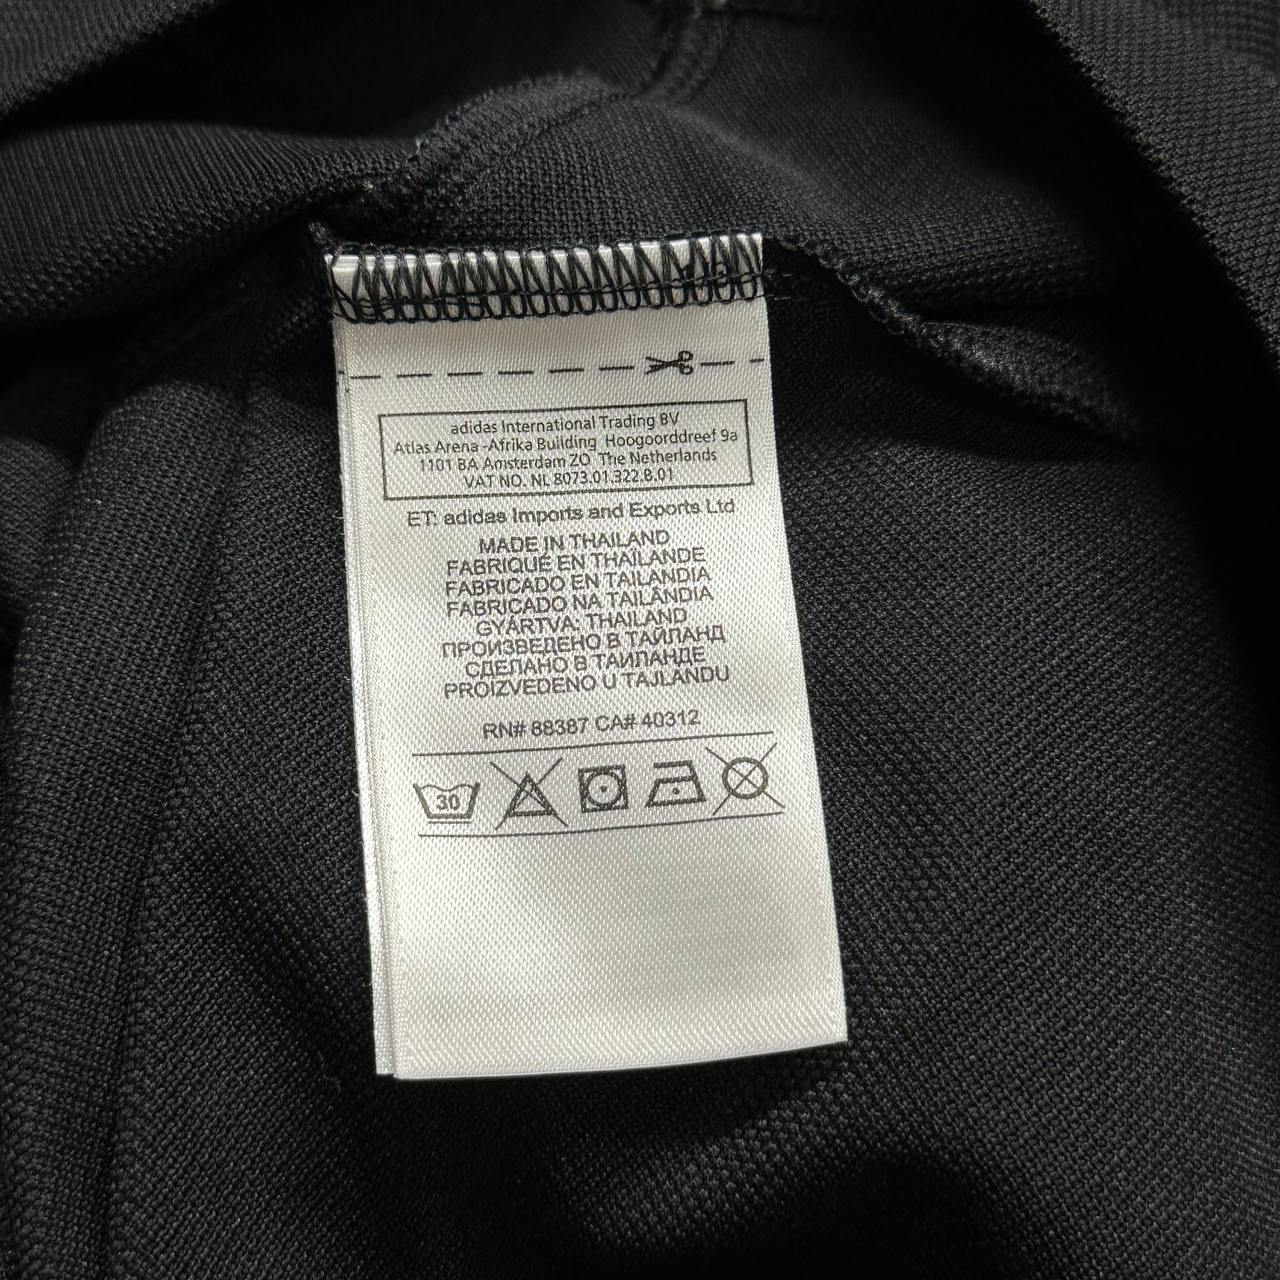 adidas International Trading BV
Atlas Arena -Afrika Building Hoogoorddreef 9a
1101 BA Amsterdam ZO The Netherlands
VAT NO. NL 8073.01.322.B.01
ET: adidas Imports and Exports Ltd
MADE IN THAILAND
FABRIQUÉ EN THAÏLANDE
FABRICADO EN TAILANDIA
FABRICADO NA TAILÂNDIA
GYÁRTVA: THAILAND
ПРОИЗВЕДЕНО В ТАЙЛАНД
СДЕЛАНО В ТАИЛАНДЕ
PROIZVEDENO U TAJLANDU
RN# 88387 CA# 40312
30